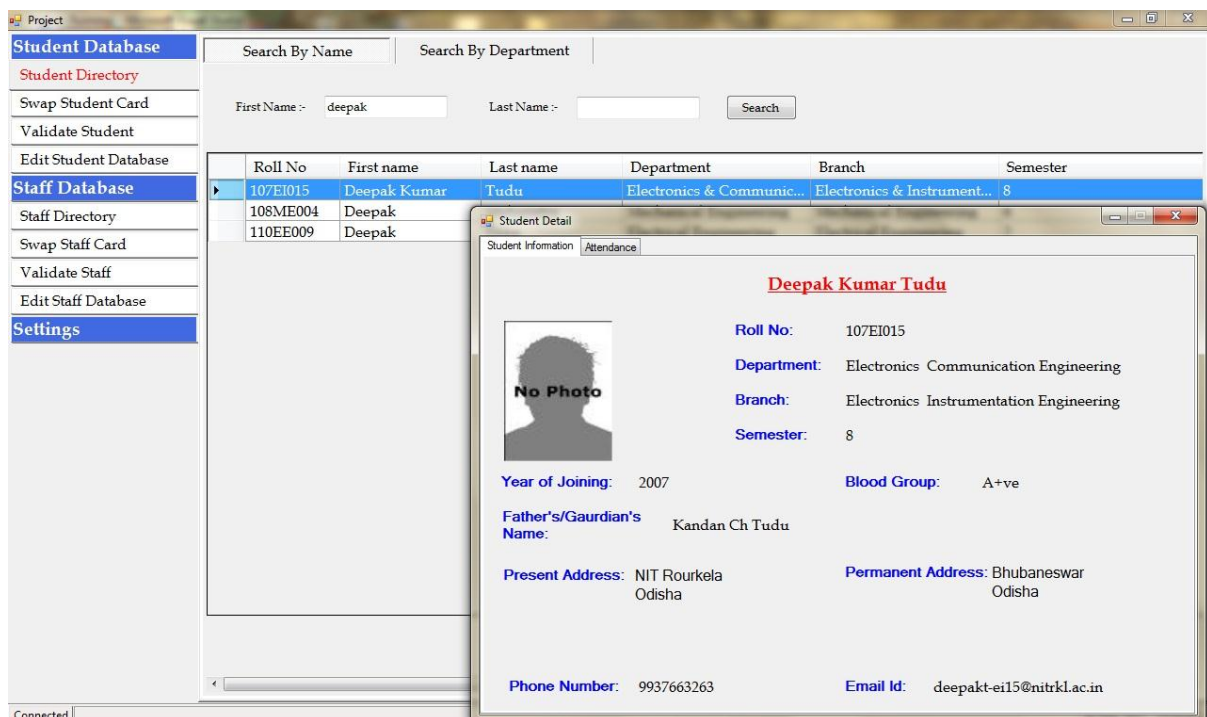 Project
Student Database
Student Directory
Swap Student Card
Validate Student
Edit Student Database
Staff Database
Staff Directory
Swap Staff Card
Validate Staff
Edit Staff Database
Settings
Search By Name Search By Department
First Name :- deepak Last Name :- Search
Roll No First name Last name Department Branch Semester
107EI015 Deepak Kumar Tudu Electronics & Communic... Electronics & Instrument... 8
108ME004 Deepak
110EE009 Deepak
Student Detail
Student Information Attendance
Deepak Kumar Tudu
No Photo
Roll No: 107EI015
Department: Electronics Communication Engineering
Branch: Electronics Instrumentation Engineering
Semester: 8
Year of Joining: 2007 Blood Group: A+ve
Father's/Gaurdian's
Name: Kandan Ch Tudu
Present Address: NIT Rourkela Permanent Address: Bhubaneswar
Odisha Odisha
Phone Number: 9937663263 Email Id: deepakt-ei15@nitrkl.ac.in
Connected